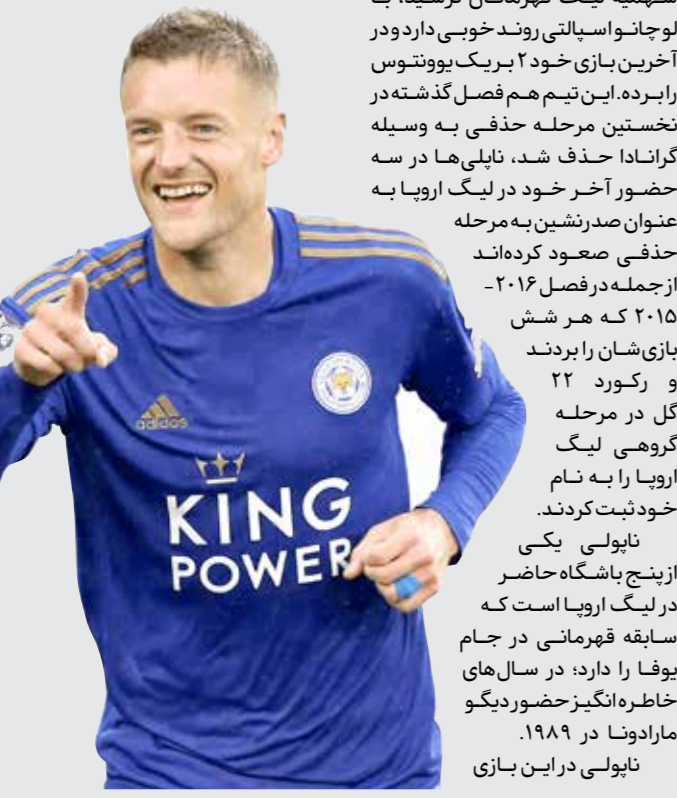 سهمیه لیگ قهرمانان نرسید، با
لوچانو اسپالتی روند خوبی دارد و در
آخرین بازی خود ۲ بر یک یوونتوس
را برده. این تیم هم فصل گذشته در
نخستین مرحله حذفی به وسیله
گرانادا حذف شد، ناپلی‌ها در سه
حضور آخر خود در لیگ اروپا به
عنوان صدرنشین به مرحله
حذفی صعود کرده‌اند
از جمله در فصل ۲۰۱۶-
۲۰۱۵ که هر شش
بازی‌شان را بردند
و رکورد ۲۲
گل در مرحله
گروهی لیگ
اروپا را به نام
خود ثبت کردند.
ناپولی یکی
از پنج باشگاه حاضر
در لیگ اروپا است که
سابقه قهرمانی در جام
یوفا را دارد؛ در سال‌های
خاطره‌انگیز حضور دیگو
مارادونا در ۱۹۸۹.
ناپولی در این بازی
adidas
KING
POWER